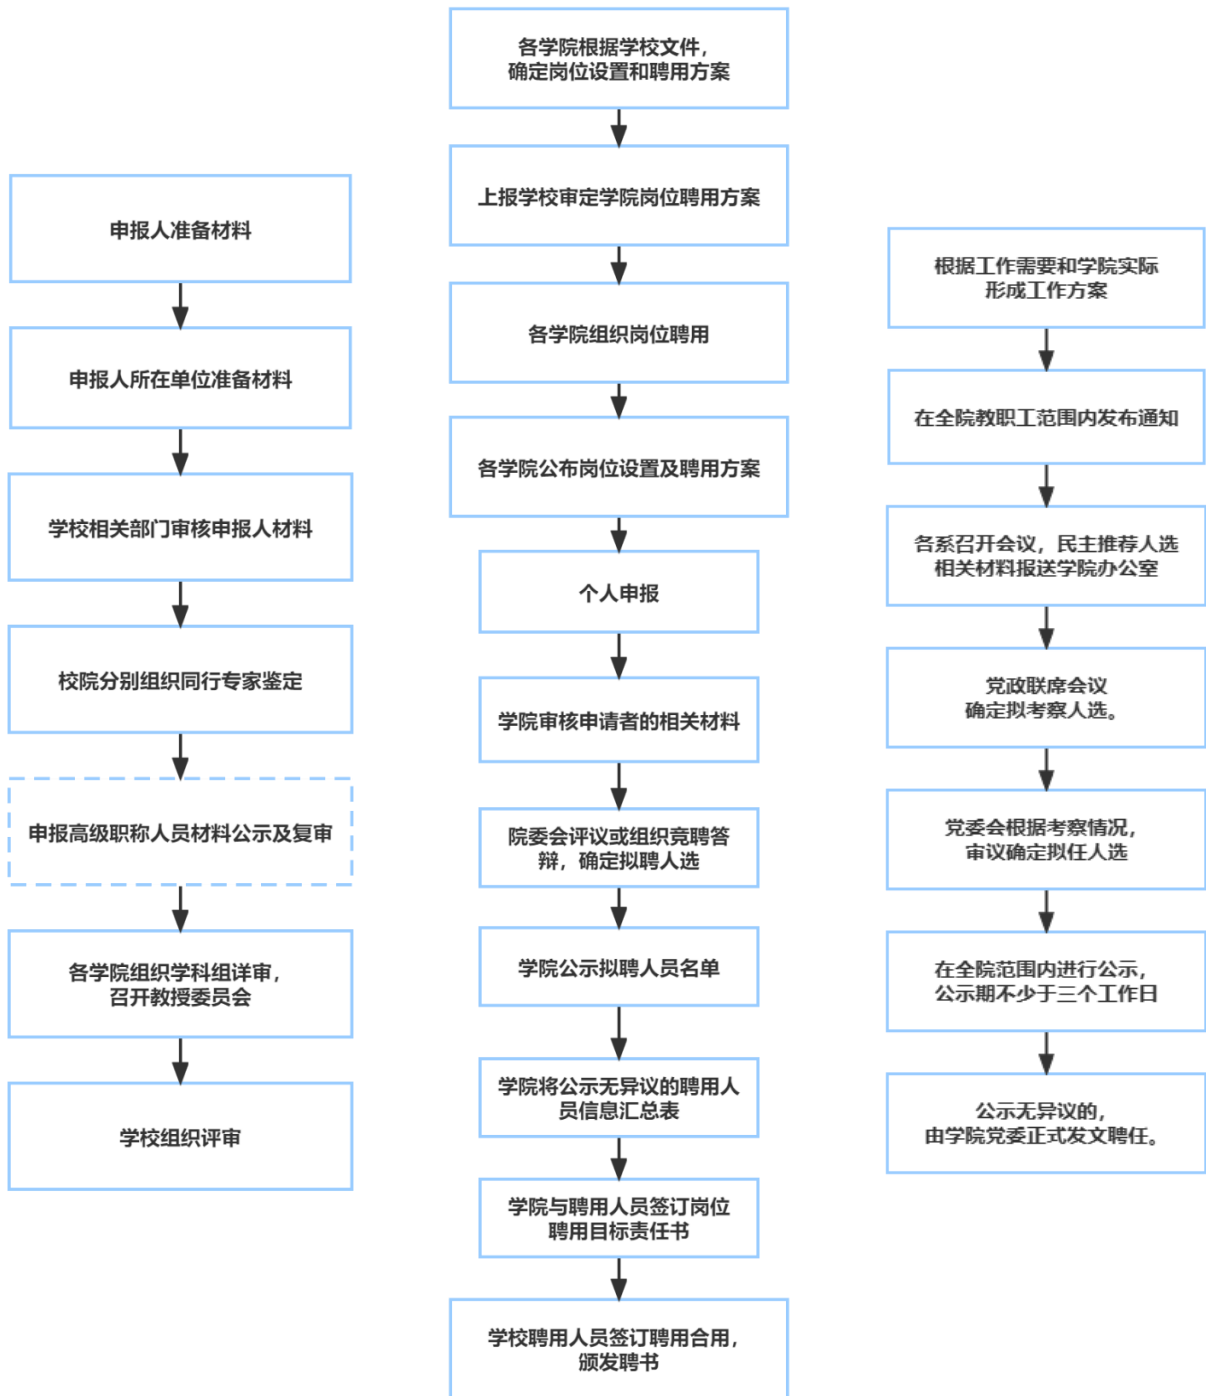 申报人准备材料
申报人所在单位准备材料
学校相关部门审核申报人材料
校院分别组织同行专家鉴定
申报高级职称人员材料公示及复审
各学院组织学科组详审，
召开教授委员会
学校组织评审
各学院根据学校文件，
确定岗位设置和聘用方案
上报学校审定学院岗位聘用方案
各学院组织岗位聘用
各学院公布岗位设置及聘用方案
个人申报
学院审核申请者的相关材料
院委会评议或组织竞聘答
辩，确定拟聘人选
学院公示拟聘人员名单
学院将公示无异议的聘用人
员信息汇总表
学院与聘用人员签订岗位
聘用目标责任书
学校聘用人员签订聘用合用，
颁发聘书
根据工作需要和学院实际
形成工作方案
在全院教职工范围内发布通知
各系召开会议，民主推荐人选
相关材料报送学院办公室
党政联席会议
确定拟考察人选。
党委会根据考察情况，
审议确定拟任人选
在全院范围内进行公示，
公示期不少于三个工作日
公示无异议的，
由学院党委正式发文聘任。